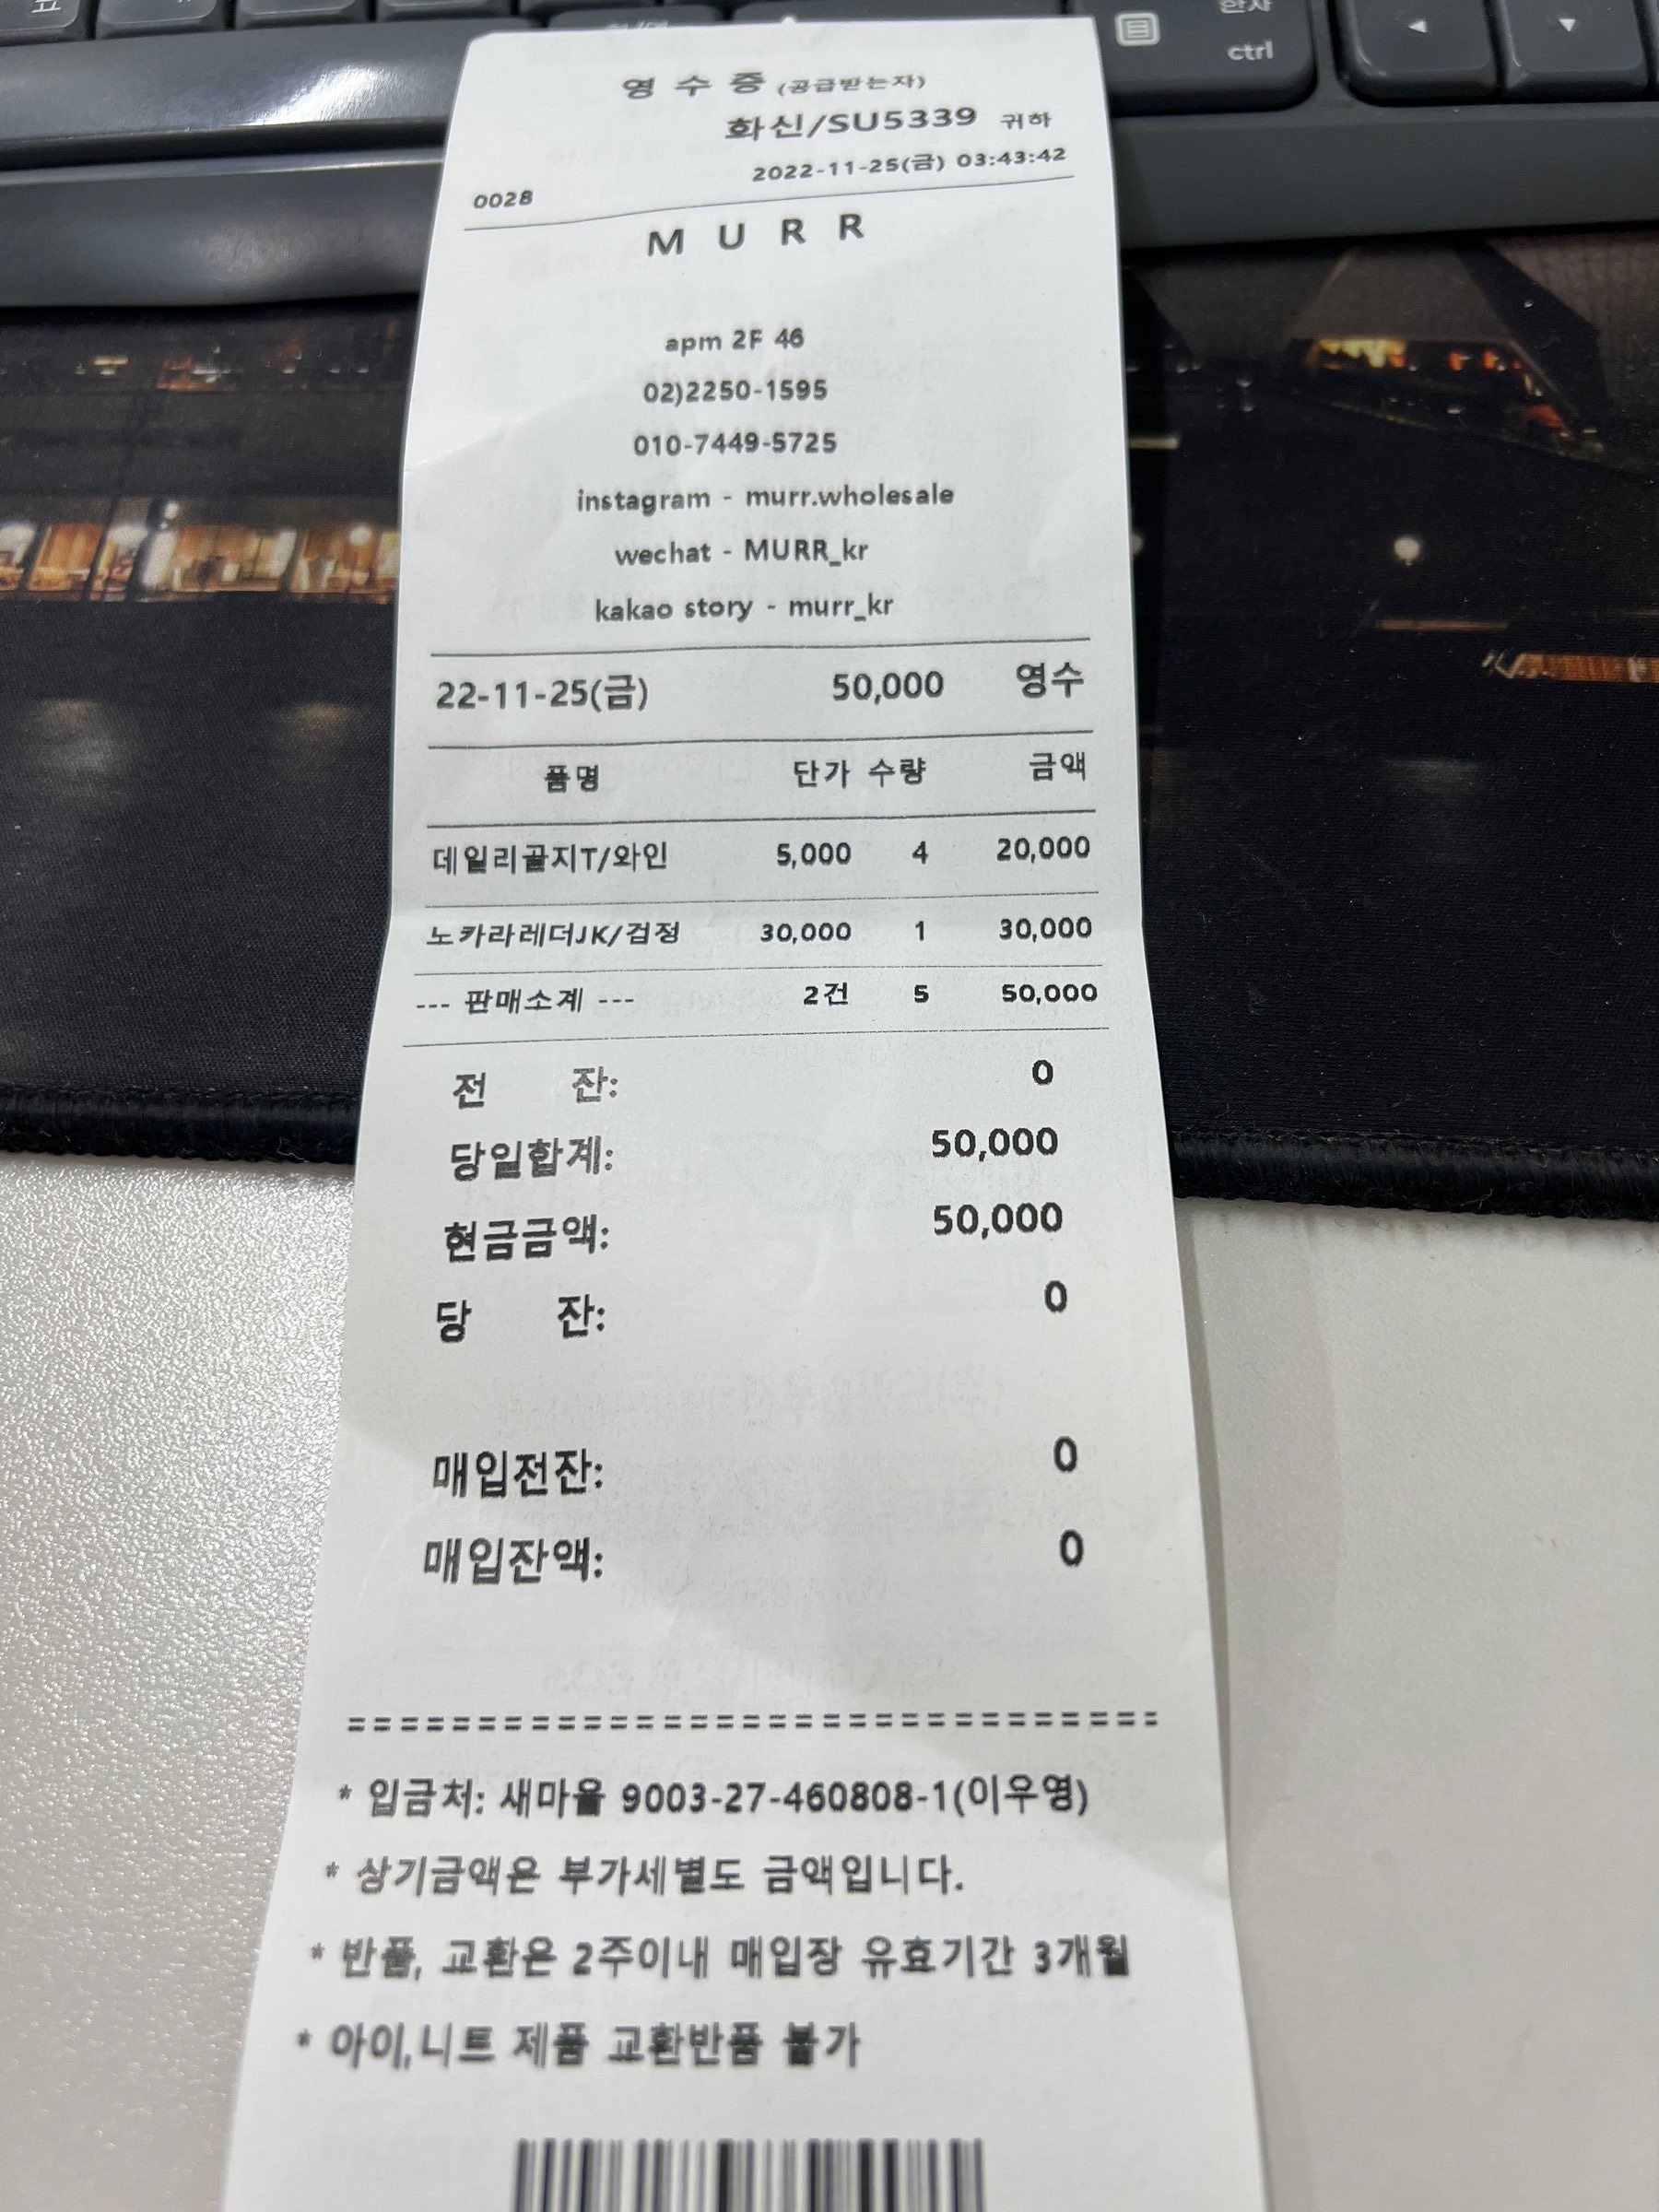 한자
ctrl
영 수 증 (공급받는자)
화신/SU5339 귀하
2022-11-25(금) 03:43:42
0028
M U R R
apm 2F 46
02)2250-1595
010-7449-5725
instagram - murr.wholesale
wechat - MURR_kr
kakao story - murr_kr
22-11-25(금) 50,000 영수
품명 단가 수량 금액
데일리골지T/와인 5,000 4 20,000
노카라레더JK/검정 30,000 1 30,000
--- 판매소계 --- 2건 5 50,000
전 잔: 0
당일합계: 50,000
현금금액: 50,000
당 잔: 0
매입전잔: 0
매입잔액: 0
===============================
* 입금처: 새마을 9003-27-460808-1(이우영)
* 상기금액은 부가세별도 금액입니다.
* 반품, 교환은 2주이내 매입장 유효기간 3개월
* 아이,니트 제품 교환반품 불가